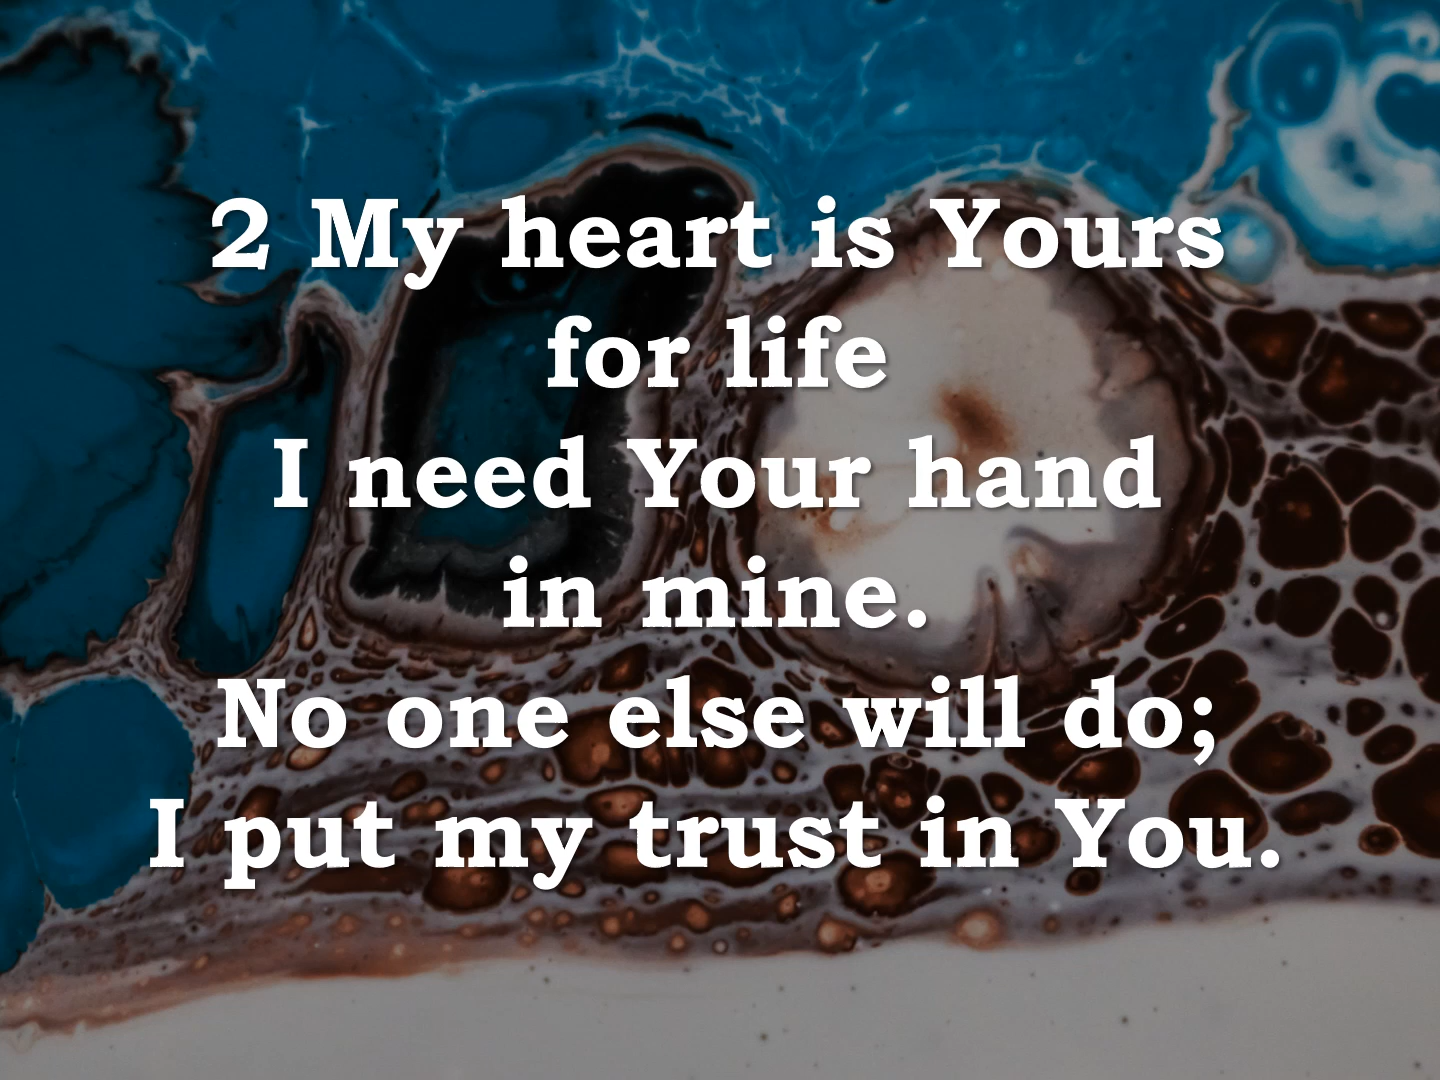 2 My heart is Yours
for life
I need Your hand
in mine.
No one else will do;
I put my trust in You.